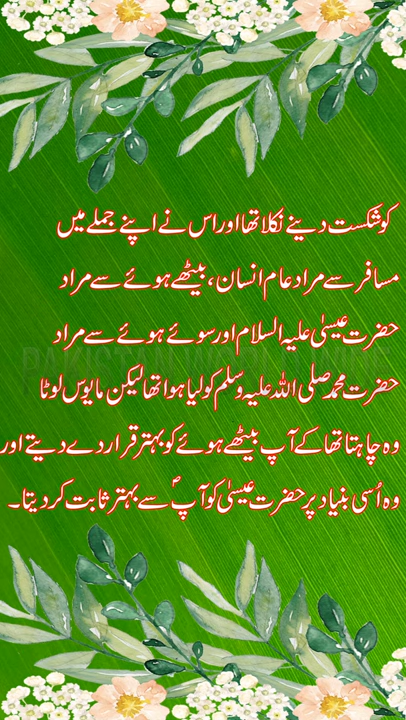 کو شکست دینے نکلا تھا اور اس نے اپنے جملے میں
مسافر سے مراد عام انسان، بیٹھے ہوئے سے مراد
حضرت عیسیٰ علیہ السلام اور سوئے ہوئے سے مراد
حضرت محمد صلی اللہ علیہ وسلم کو لیا ہوا تھا لیکن مایوس لوٹا
وہ چاہتا تھا کے آپ بیٹھے ہوئے کو بہتر قرار دے دیتے اور
وہ اُسی بنیاد پر حضرت عیسیٰ کو آپؐ سے بہتر ثابت کر دیتا۔